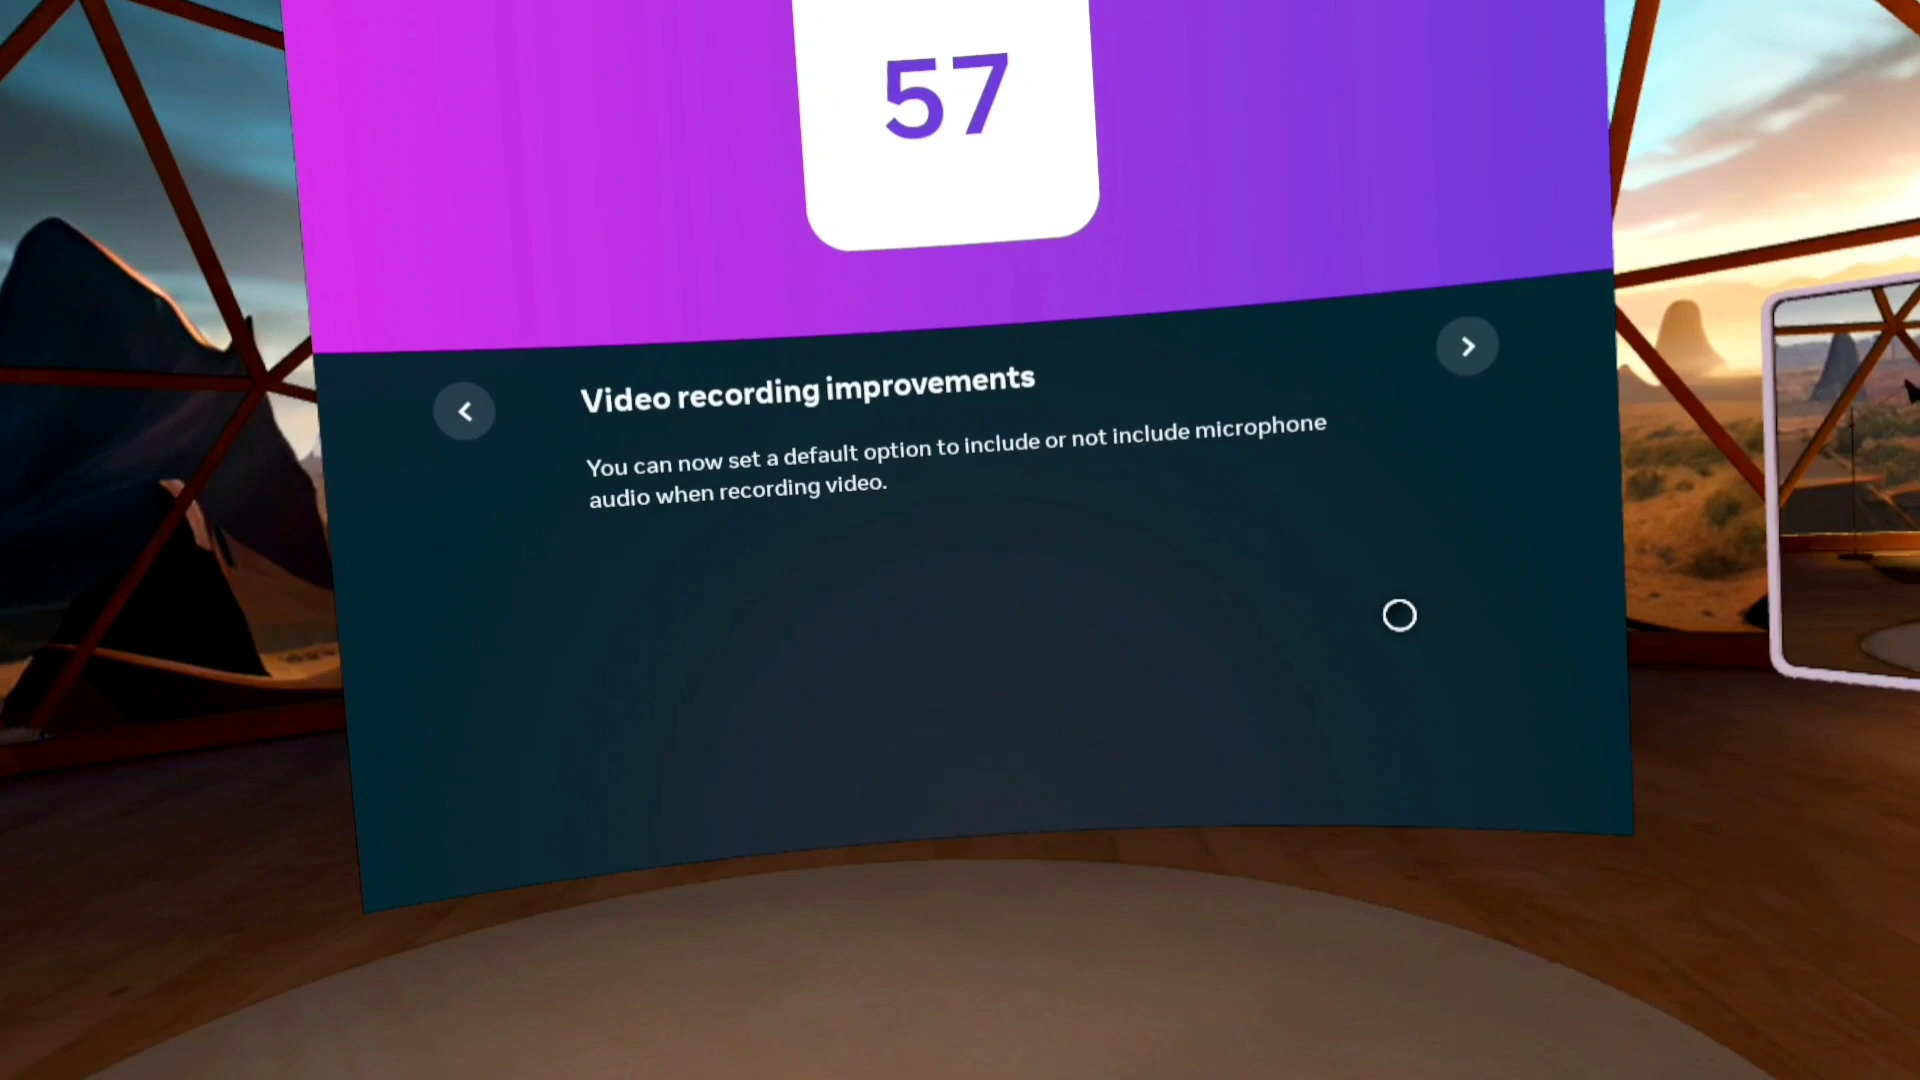 57
Video recording improvements
You can now set a default option to include or not include microphone
audio when recording video.